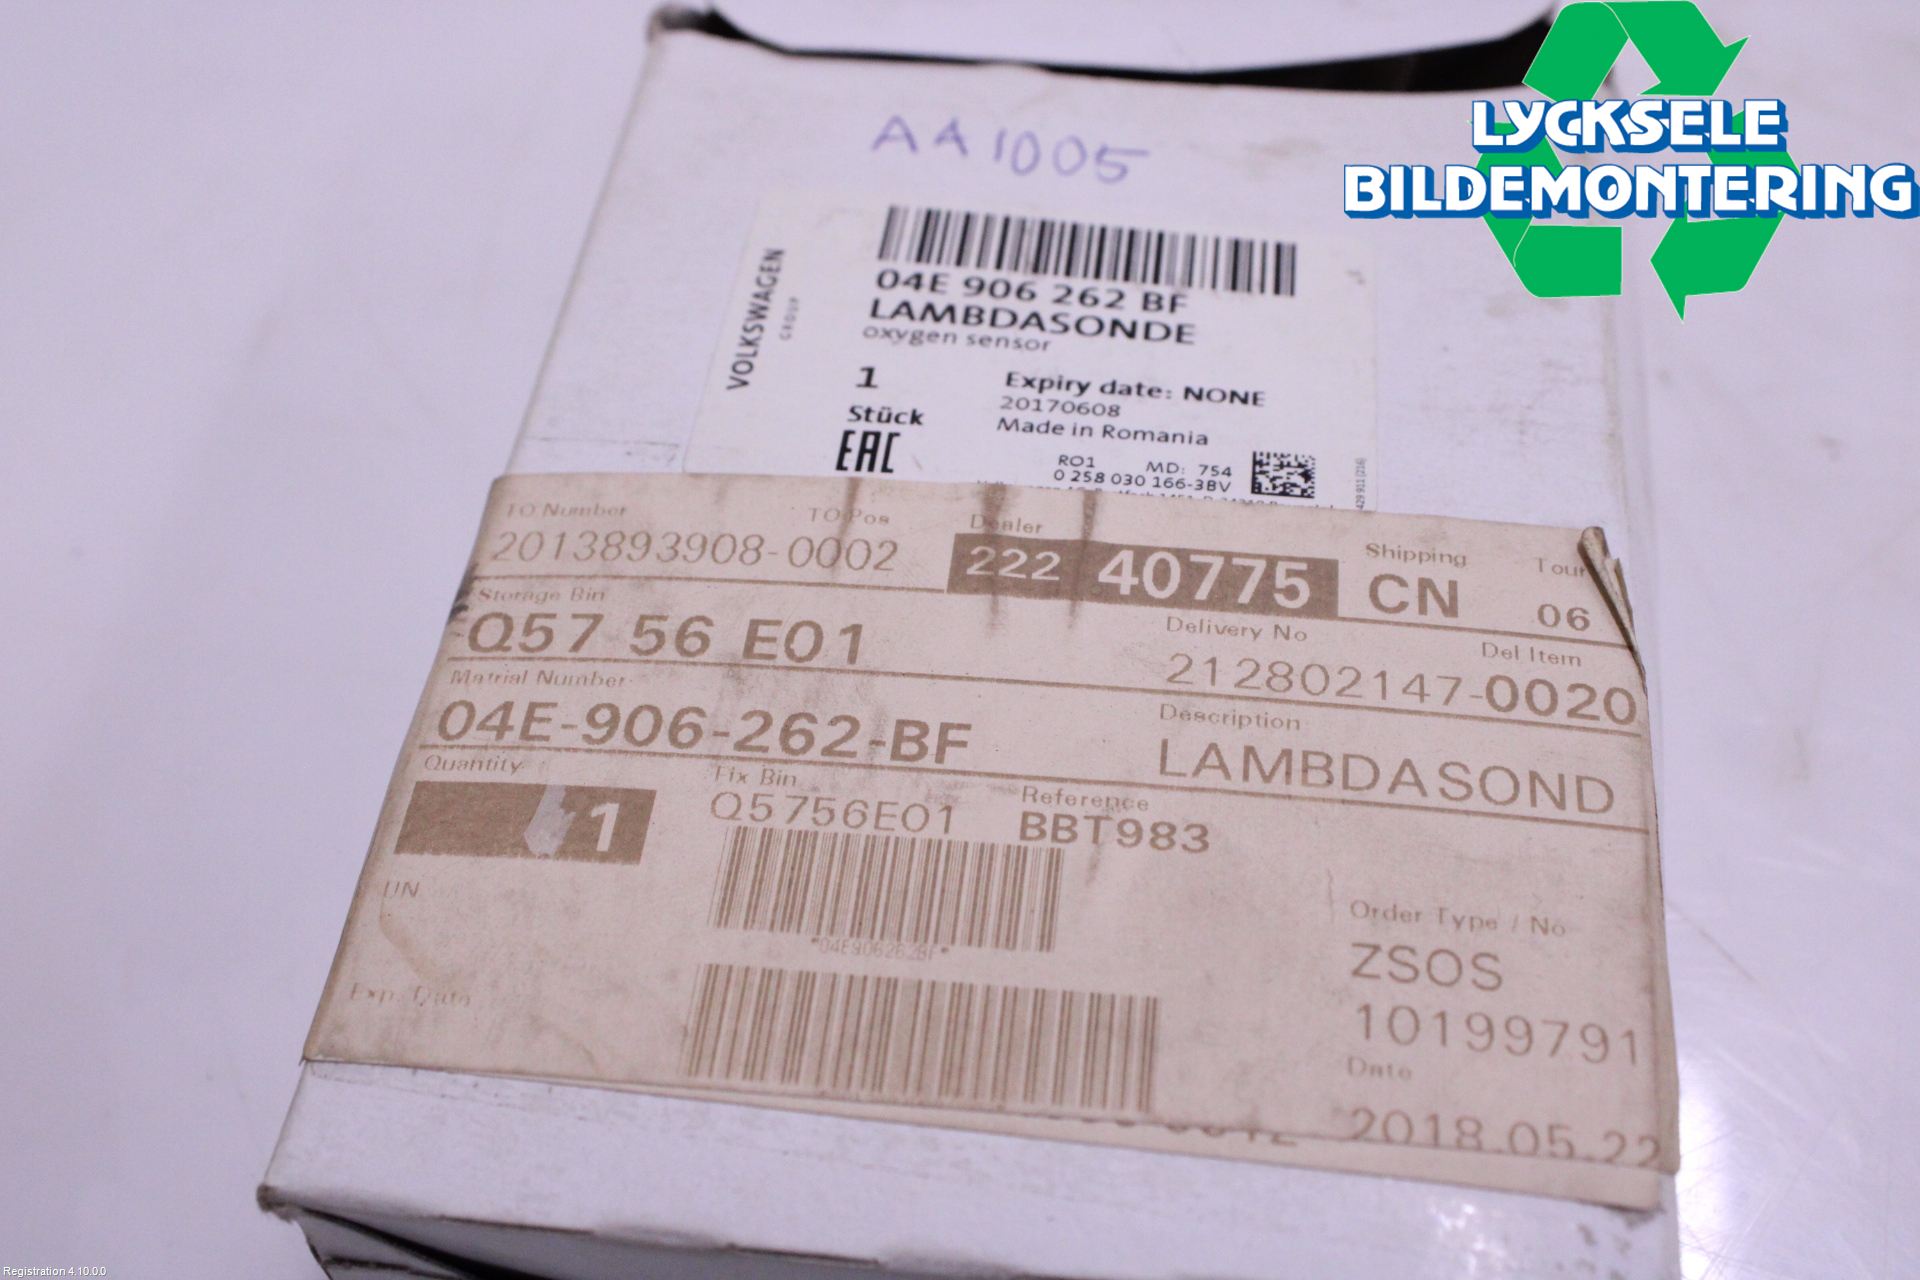 LYCKSELE
BILDEMONTERING
AA1005
VOLKSWAGEN
GROUP
04E 906 262 BF
LAMBDASONDE
oxygen sensor
1
Stück
EAC
Expiry date: NONE
20170608
Made in Romania
RO1 MD: 754
0 258 030 166-3BV
TO Number TO Pos Dealer Shipping Tour
2013893908-0002 222 40775 CN 06
Storage Bin Delivery No Del Item
Q57 56 E01 212802147-0020
Matrial Number Description
04E-906-262-BF LAMBDASOND
Quantity Fix Bin Reference
1 Q5756E01 BBT983
UN
*04E906262BF*
Order Type / No
ZSOS
10199791
Exp. Date
Date
2018.05.22
Registration 4.10.0.0